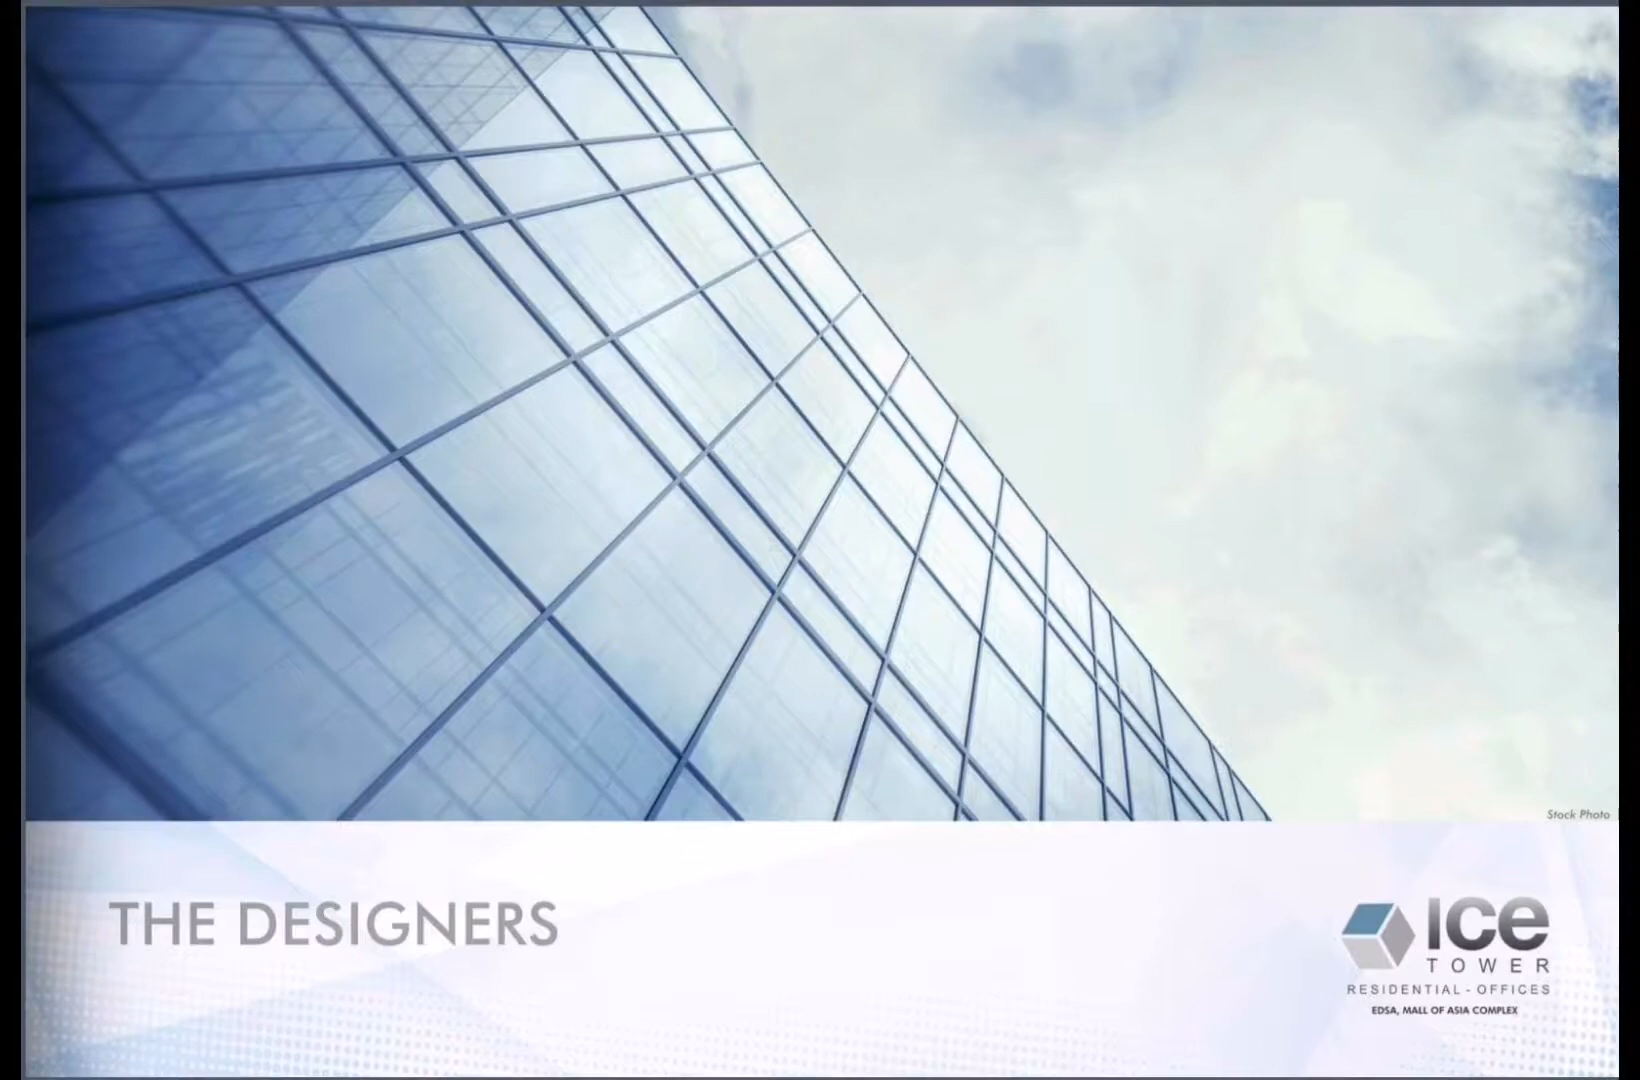 Stock Photo
THE DESIGNERS
ice
TOWER
RESIDENTIAL - OFFICES
EDSA, MALL OF ASIA COMPLEX